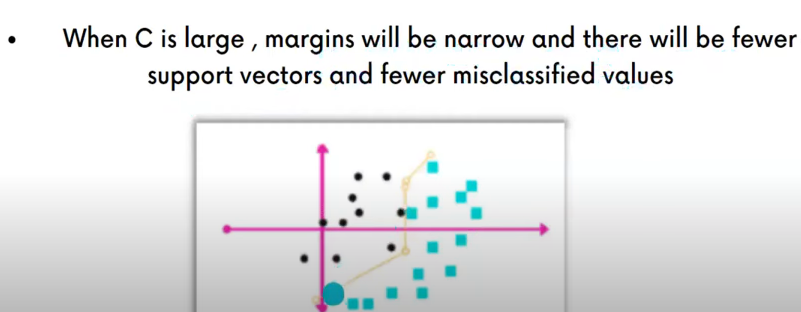 • When C is large , margins will be narrow and there will be fewer
support vectors and fewer misclassified values